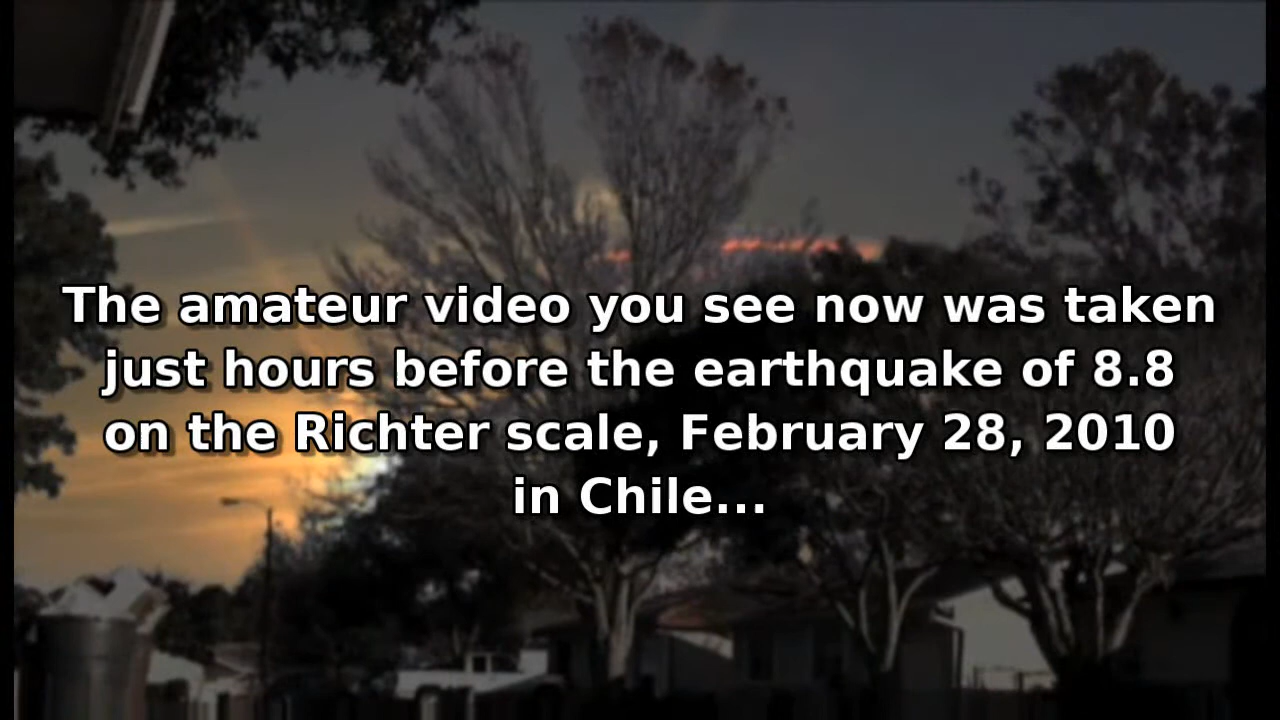 The amateur video you see now was taken
just hours before the earthquake of 8.8
on the Richter scale, February 28, 2010
in Chile...